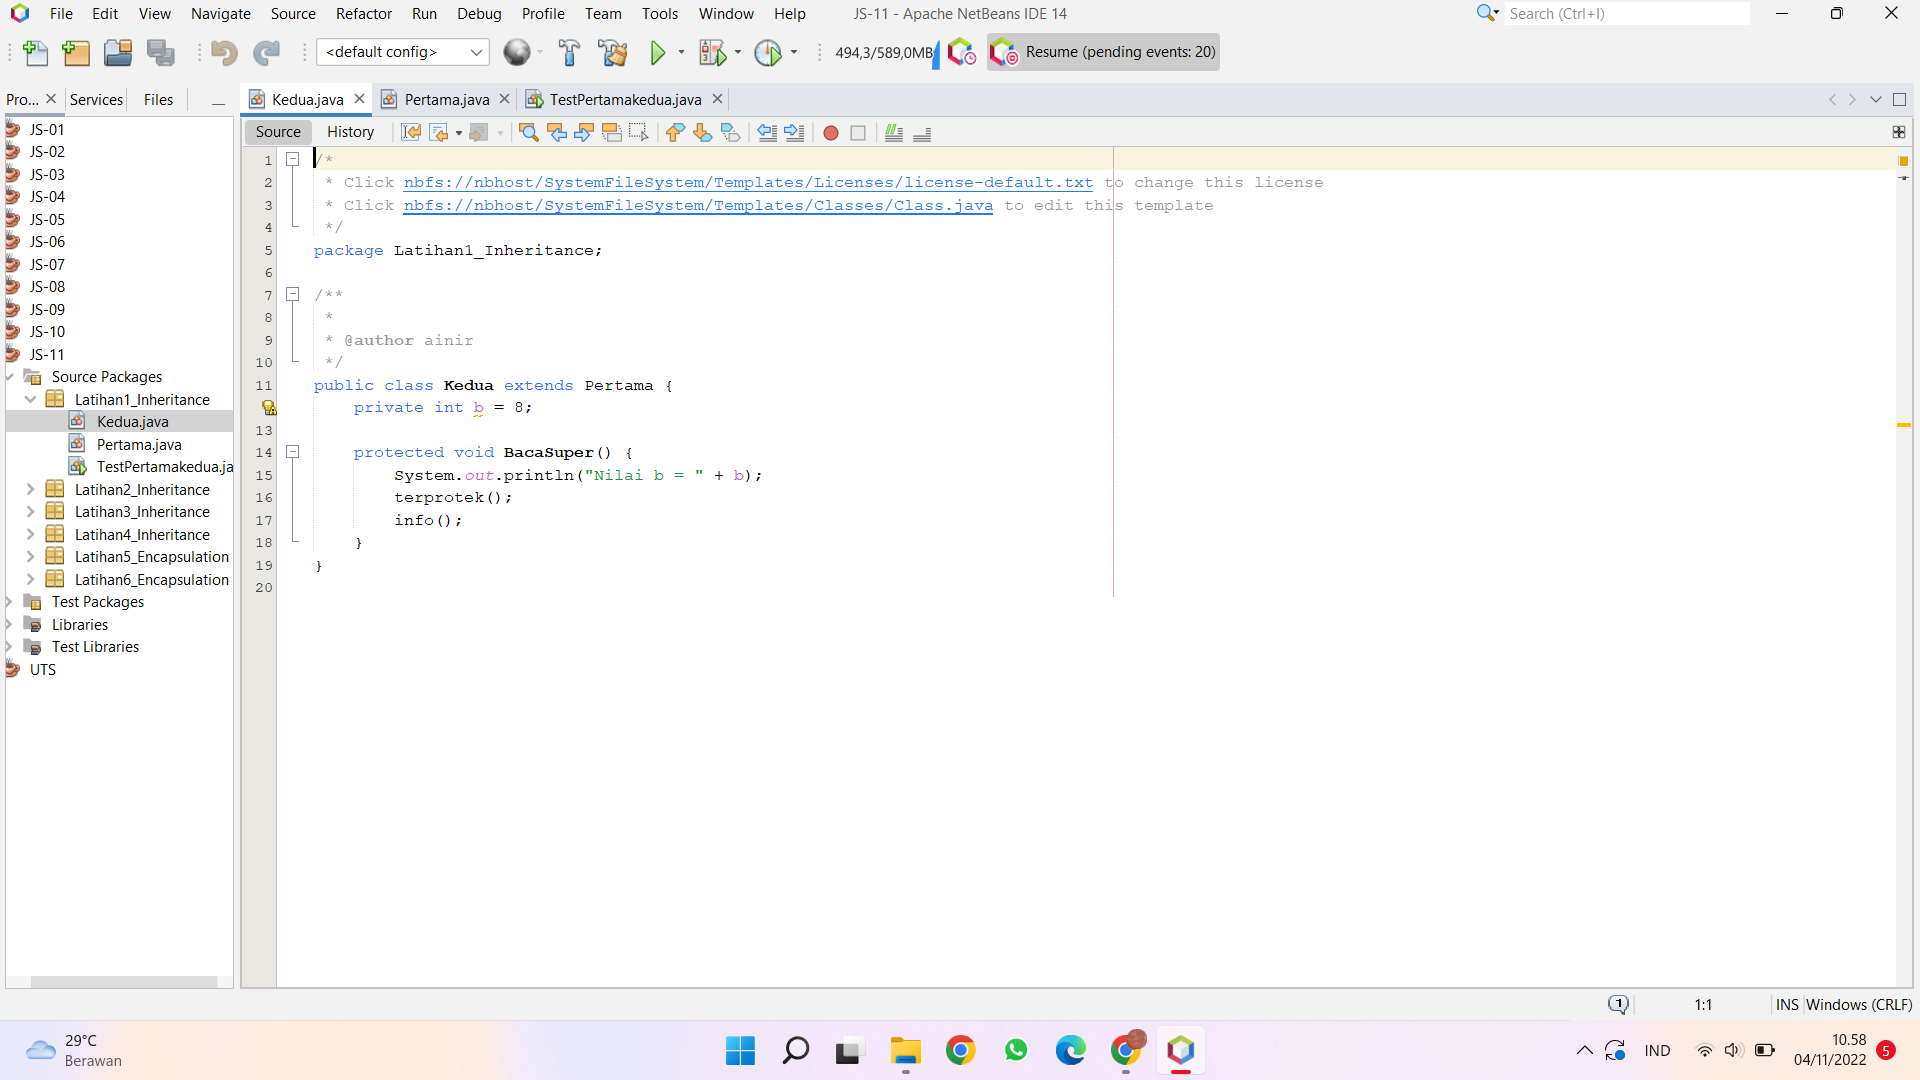 File Edit View Navigate Source Refactor Run Debug Profile Team Tools Window Help JS-11 - Apache NetBeans IDE 14 Search (Ctrl+I)
<default config> 494,3/589,0MB Resume (pending events: 20)
Pro... Services Files Kedua.java Pertama.java TestPertamakedua.java
Source History
JS-01
JS-02
JS-03
JS-04
JS-05
JS-06
JS-07
JS-08
JS-09
JS-10
JS-11
Source Packages
Latihan1_Inheritance
Kedua.java
Pertama.java
TestPertamakedua.ja
Latihan2_Inheritance
Latihan3_Inheritance
Latihan4_Inheritance
Latihan5_Encapsulation
Latihan6_Encapsulation
Test Packages
Libraries
Test Libraries
UTS
1 /*
2 * Click nbfs://nbhost/SystemFileSystem/Templates/Licenses/license-default.txt to change this license
3 * Click nbfs://nbhost/SystemFileSystem/Templates/Classes/Class.java to edit this template
4 */
5 package Latihan1_Inheritance;
6
7 /**
8 *
9 * @author ainir
10 */
11 public class Kedua extends Pertama {
private int b = 8;
13
14 protected void BacaSuper() {
15 System.out.println("Nilai b = " + b);
16 terprotek();
17 info();
18 }
19 }
20
1 1:1 INS Windows (CRLF)
29°C
Berawan
IND
10.58
04/11/2022
5